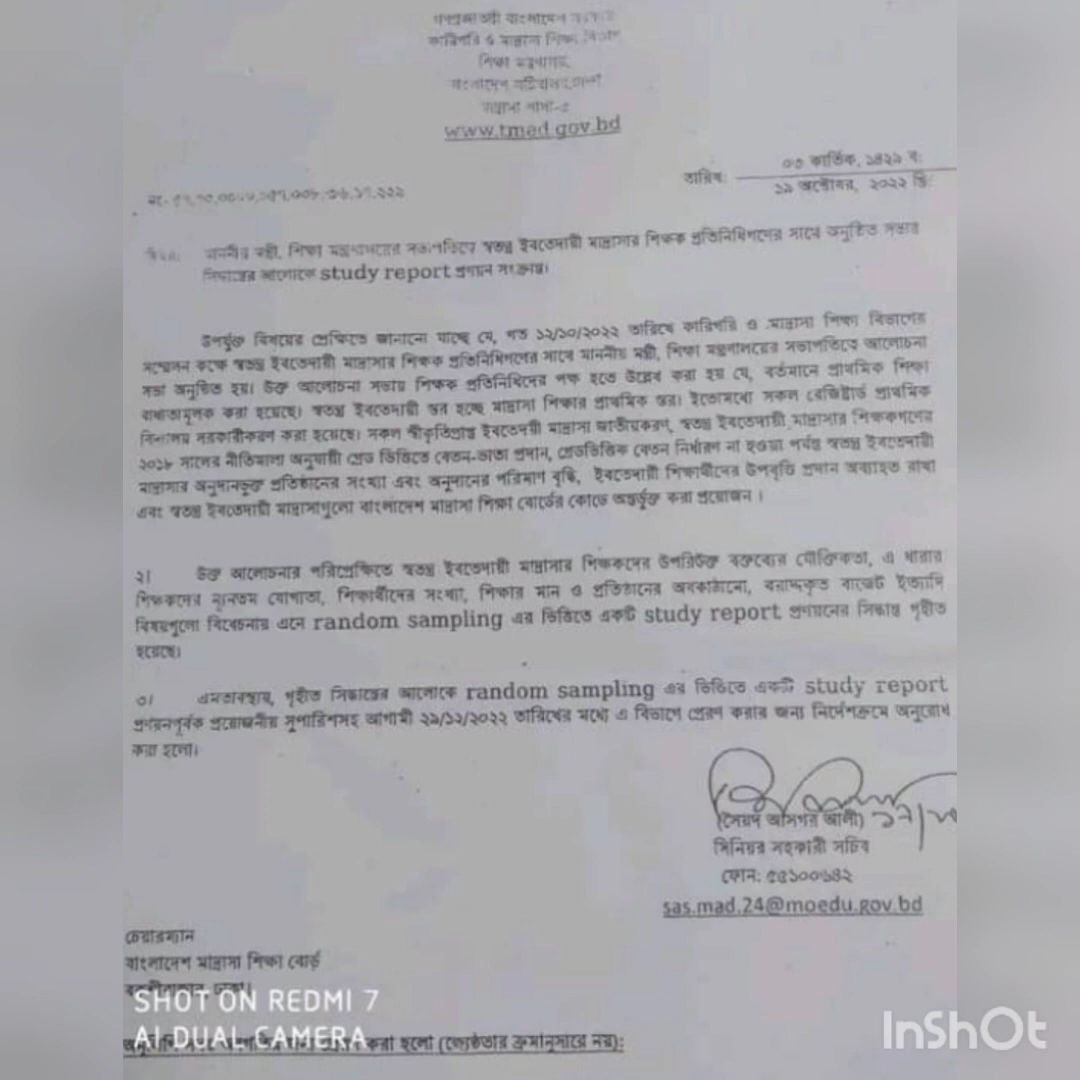 গণপ্রজাতন্ত্রী বাংলাদেশ সরকার
কারিগরি ও মাদ্রাসা শিক্ষা বিভাগ
শিক্ষা মন্ত্রণালয়
বাংলাদেশ সচিবালয়, ঢাকা
মাদ্রাসা শাখা-
www.tmed.gov.bd
০৩ কার্তিক, ১৪২৯ ব:
তারিখ:
১৯ অক্টোবর, ২০২২ খ্রি:
বিষয়: মাননীয় মন্ত্রী, শিক্ষা মন্ত্রণালয়ের সভাপতিত্বে স্বতন্ত্র ইবতেদায়ী মাদ্রাসার শিক্ষক প্রতিনিধিগণের সাথে অনুষ্ঠিত সভার
সিদ্ধান্তের আলোকে study report প্রণয়ন সংক্রান্ত।
উপর্যুক্ত বিষয়ের প্রেক্ষিতে জানানো যাচ্ছে যে, গত ১২/১০/২০২২ তারিখে কারিগরি ও মাদ্রাসা শিক্ষা বিভাগের
সম্মেলন কক্ষে স্বতন্ত্র ইবতেদায়ী মাদ্রাসার শিক্ষক প্রতিনিধিগণের সাথে মাননীয় মন্ত্রী, শিক্ষা মন্ত্রণালয়ের সভাপতিত্বে আলোচনা
সভা অনুষ্ঠিত হয়। উক্ত আলোচনা সভায় শিক্ষক প্রতিনিধিদের পক্ষ হতে উল্লেখ করা হয় যে, বর্তমানে প্রাথমিক শিক্ষা
বাধ্যতামূলক করা হয়েছে। স্বতন্ত্র ইবতেদায়ী স্তর হচ্ছে মাদ্রাসা শিক্ষার প্রাথমিক স্তর। ইতোমধ্যে সকল রেজিস্টার্ড প্রাথমিক
বিদ্যালয় সরকারীকরণ করা হয়েছে। সকল স্বীকৃতিপ্রাপ্ত ইবতেদায়ী মাদ্রাসা জাতীয়করণ, স্বতন্ত্র ইবতেদায়ী মাদ্রাসার শিক্ষকগণের
২০১৮ সালের নীতিমালা অনুযায়ী গ্রেড ভিত্তিতে বেতন-ভাতা প্রদান, গ্রেডভিত্তিক বেতন নির্ধারণ না হওয়া পর্যন্ত স্বতন্ত্র ইবতেদায়ী
মাদ্রাসার অনুদানভুক্ত প্রতিষ্ঠানের সংখ্যা এবং অনুদানের পরিমাণ বৃদ্ধি, ইবতেদায়ী শিক্ষার্থীদের উপবৃত্তি প্রদান অব্যাহত রাখা
এবং স্বতন্ত্র ইবতেদায়ী মাদ্রাসাগুলো বাংলাদেশ মাদ্রাসা শিক্ষা বোর্ডের কোডে অন্তর্ভুক্ত করা প্রয়োজন ।
২। উক্ত আলোচনার পরিপ্রেক্ষিতে স্বতন্ত্র ইবতেদায়ী মাদ্রাসার শিক্ষকদের উপরিউক্ত বক্তব্যের যৌক্তিকতা, এ ধারার
শিক্ষকদের ন্যূনতম যোগ্যতা, শিক্ষার্থীদের সংখ্যা, শিক্ষার মান ও প্রতিষ্ঠানের অবকাঠামো, বরাদ্দকৃত বাজেট ইত্যাদি
বিষয়গুলো বিবেচনায় এনে random sampling এর ভিত্তিতে একটি study report প্রণয়নের সিদ্ধান্ত গৃহীত
হয়েছে।
৩। এমতাবস্থায়, গৃহীত সিদ্ধান্তের আলোকে random sampling এর ভিত্তিতে একটি study report
প্রণয়নপূর্বক প্রয়োজনীয় সুপারিশসহ আগামী ২৯/১২/২০২২ তারিখের মধ্যে এ বিভাগে প্রেরণ করার জন্য নির্দেশক্রমে অনুরোধ
করা হলো।
(সৈয়দ আসগর আলী)
সিনিয়র সহকারী সচিব
ফোন: ৫৫১০০৬৪২
sas.mad.24@moedu.gov.bd
চেয়ারম্যান
বাংলাদেশ মাদ্রাসা শিক্ষা বোর্ড
SHOT ON REDMI 7
AI DUAL CAMERA
করা হলো (জ্যেষ্ঠতার ক্রমানুসারে নয়):
InShOt